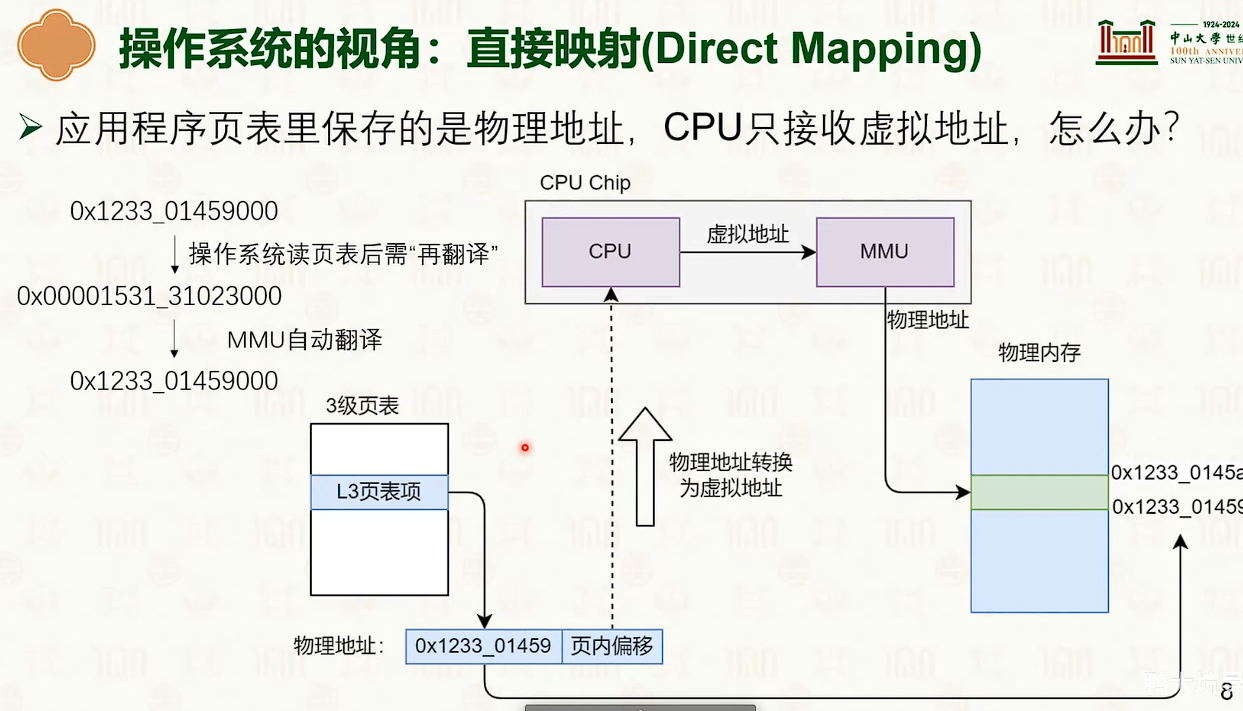 操作系统的视角：直接映射(Direct Mapping)
1924-2024
中山大学 世纪
100th ANNIVER
SUN YAT-SEN UNIV
应用程序页表里保存的是物理地址，CPU只接收虚拟地址，怎么办？
CPU Chip
0x1233_01459000
操作系统读页表后需“再翻译”
0x00001531_31023000
MMU自动翻译
0x1233_01459000
CPU
虚拟地址
MMU
物理地址
物理内存
3级页表
L3页表项
物理地址转换
为虚拟地址
0x1233_0145a
0x1233_01459
物理地址：
0x1233_01459
页内偏移
8